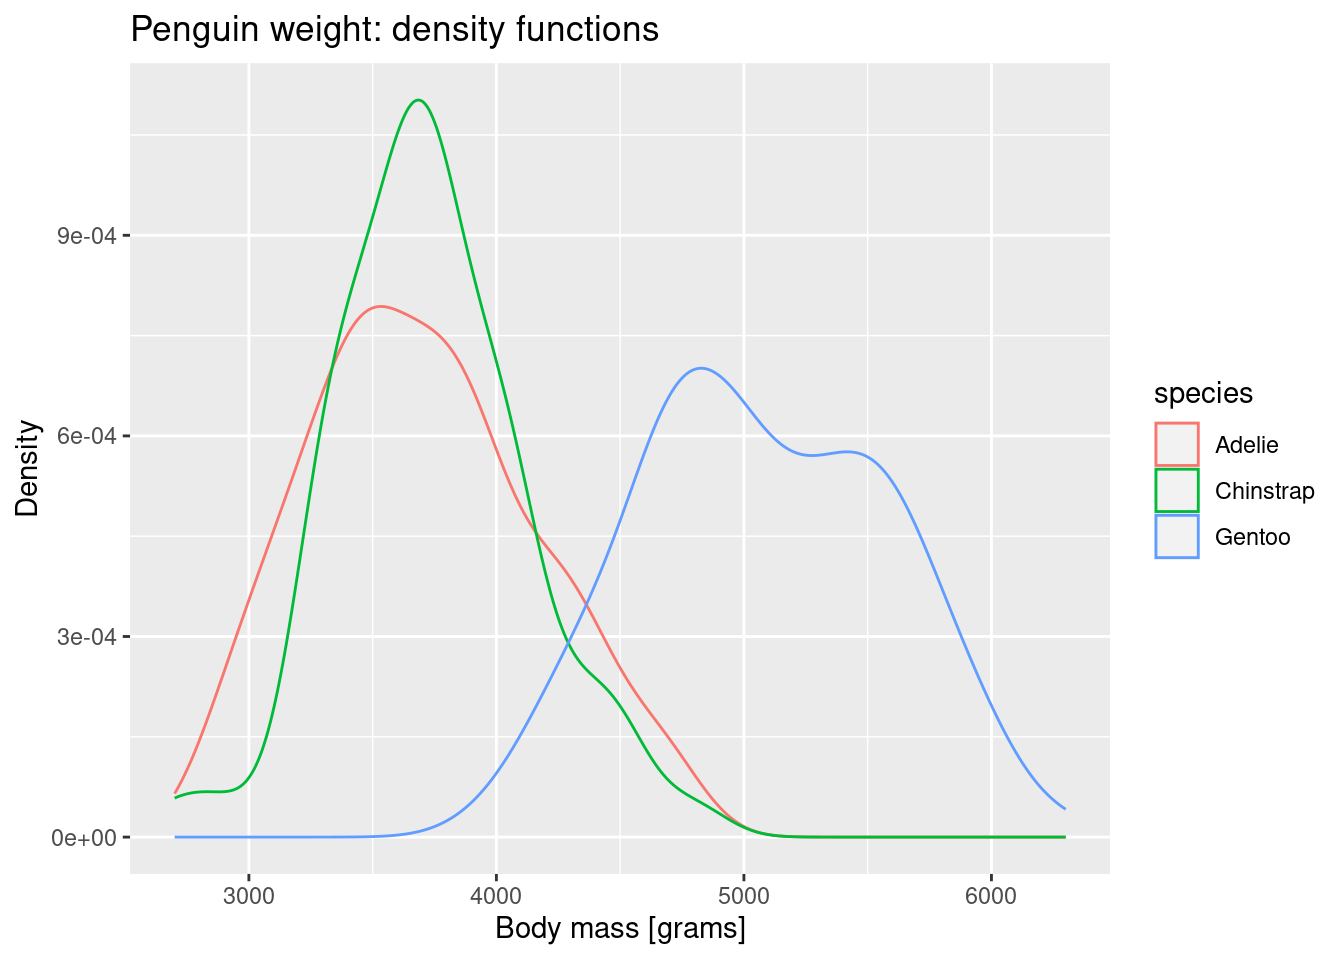 Penguin weight: density functions
Density
9e-04
6e-04
3e-04
0e+00
3000 4000 5000 6000
Body mass [grams]
species
Adelie
Chinstrap
Gentoo